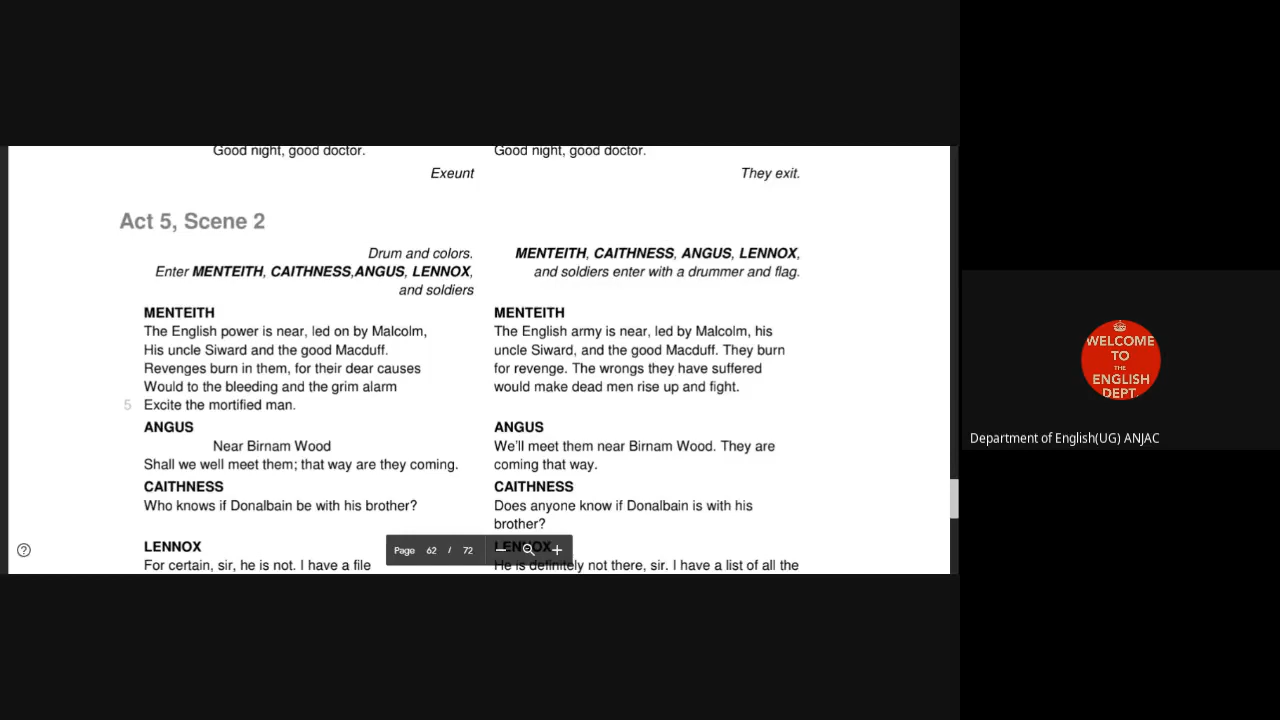 Good night, good doctor.
Exeunt
Act 5, Scene 2
Drum and colors.
Enter MENTEITH, CAITHNESS,ANGUS, LENNOX,
and soldiers
MENTEITH
The English power is near, led on by Malcolm,
His uncle Siward and the good Macduff.
Revenges burn in them, for their dear causes
Would to the bleeding and the grim alarm
5 Excite the mortified man.
ANGUS
Near Birnam Wood
Shall we well meet them; that way are they coming.
CAITHNESS
Who knows if Donalbain be with his brother?
LENNOX
For certain, sir, he is not. I have a file
Good night, good doctor.
They exit.
MENTEITH, CAITHNESS, ANGUS, LENNOX,
and soldiers enter with a drummer and flag.
MENTEITH
The English army is near, led by Malcolm, his
uncle Siward, and the good Macduff. They burn
for revenge. The wrongs they have suffered
would make dead men rise up and fight.
ANGUS
We'll meet them near Birnam Wood. They are
coming that way.
CAITHNESS
Does anyone know if Donalbain is with his
brother?
LENNOX
He is definitely not there, sir. I have a list of all the
Page 62 / 72
WELCOME
TO
THE
ENGLISH
DEPT.
Department of English(UG) ANJAC